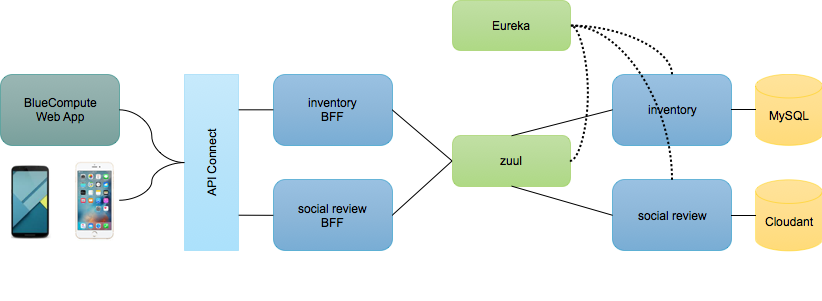 Eureka
BlueCompute
Web App
API Connect
inventory
BFF
inventory
MySQL
zuul
social review
BFF
social review
Cloudant